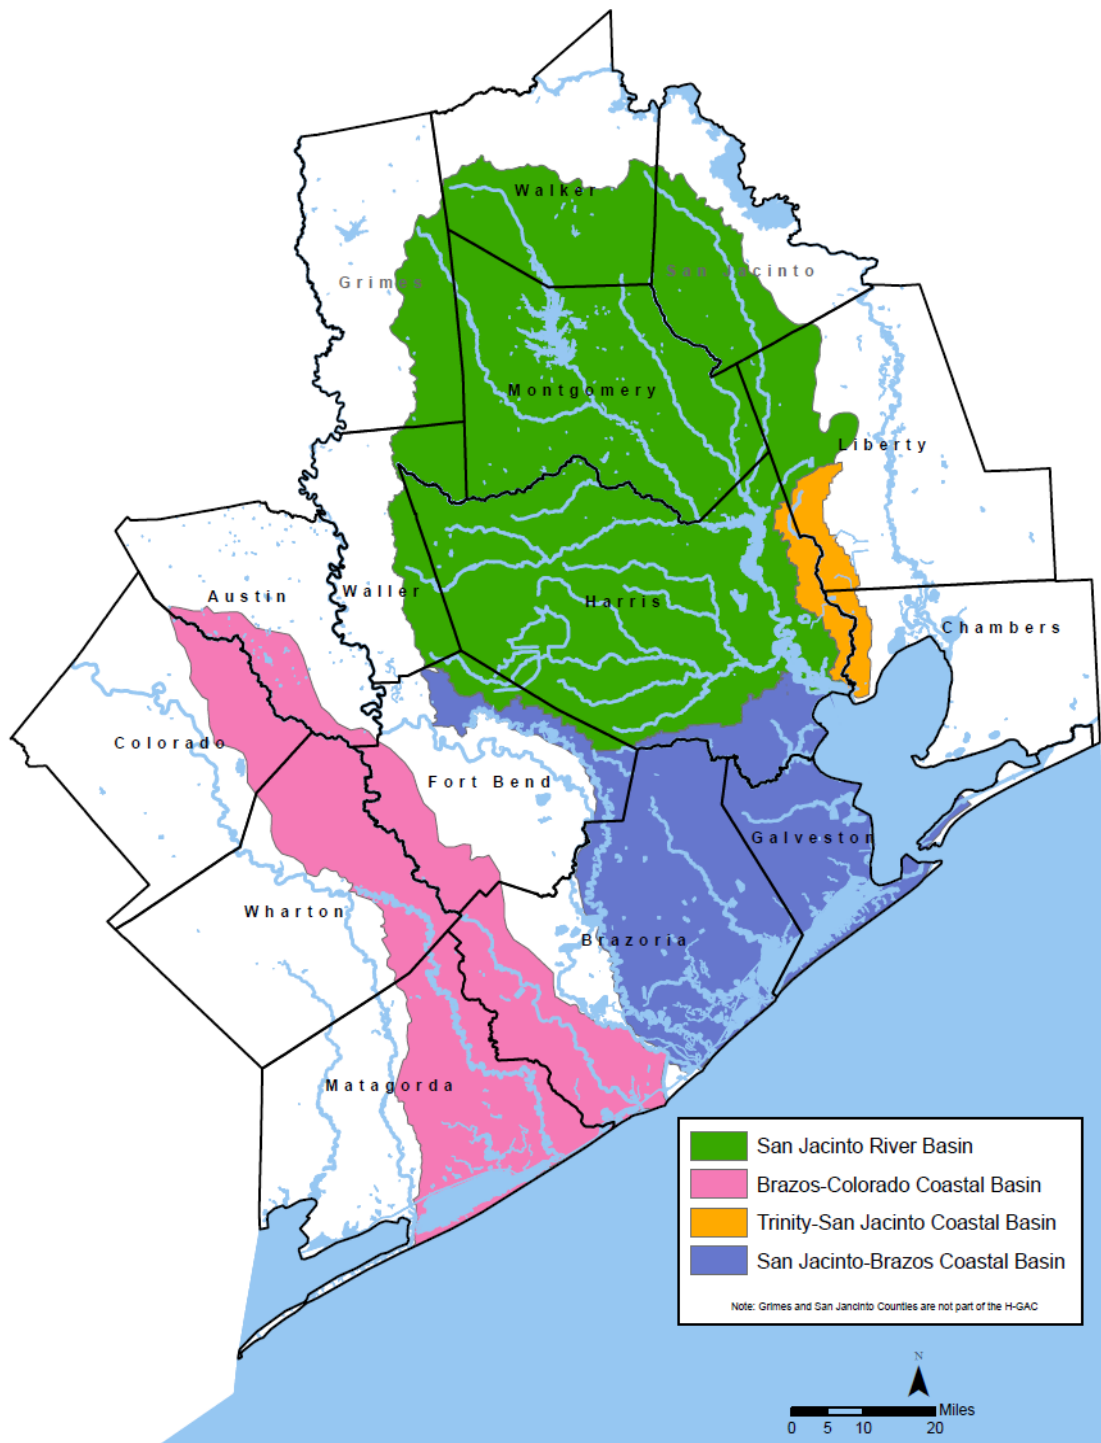 Walker
San Jacinto
Grimes
Montgomery
Liberty
Austin
Waller
Harris
Chambers
Colorado
Fort Bend
Galveston
Wharton
Brazoria
Matagorda
San Jacinto River Basin
Brazos-Colorado Coastal Basin
Trinity-San Jacinto Coastal Basin
San Jacinto-Brazos Coastal Basin
Note: Grimes and San Jancinto Counties are not part of the H-GAC
N
Miles
0 5 10 20